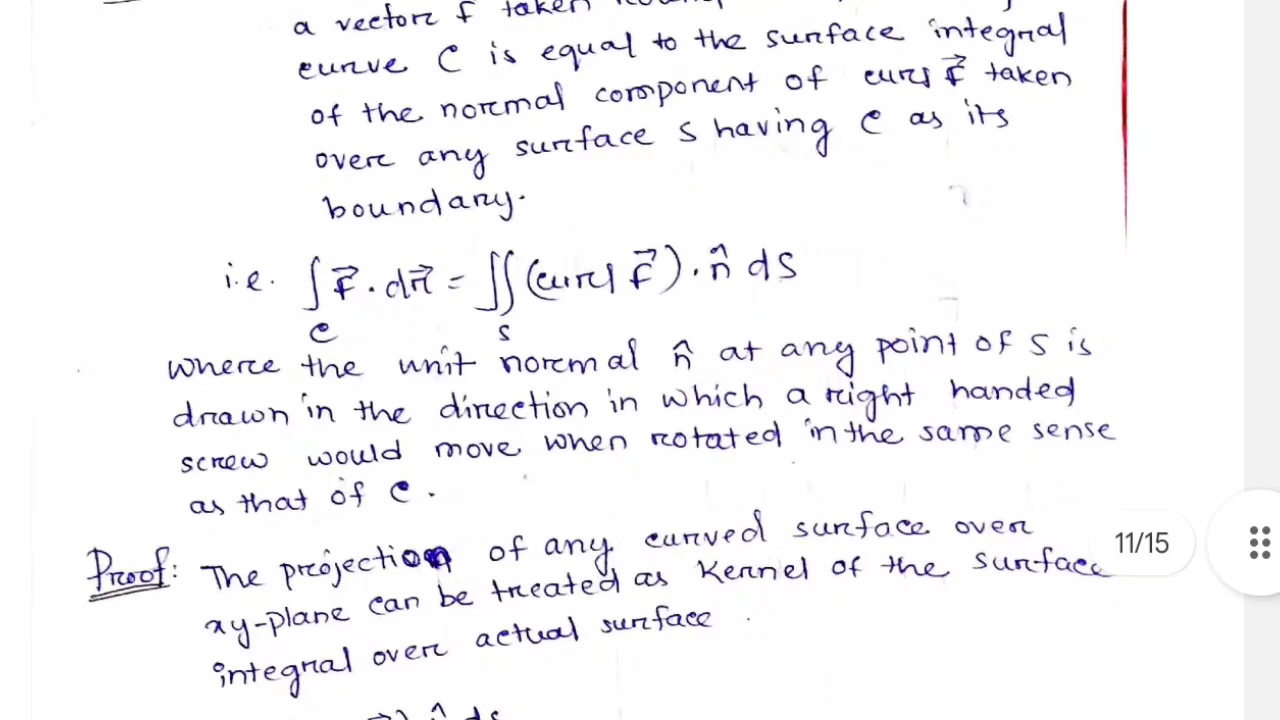 a vector f taken
curve C is equal to the surface integral
of the normal component of curl F⃗ taken
over any surface S having C as its
boundary.
i.e. ∫_C F⃗ . dr⃗ = ∬_S (curl F⃗) . n̂ dS
where the unit normal n̂ at any point of S is
drawn in the direction in which a right handed
screw would move when rotated in the same sense
as that of C .
Proof: The projection of any curved surface over
xy-plane can be treated as Kernel of the surface
integral over actual surface .
n̂ ds
11/15